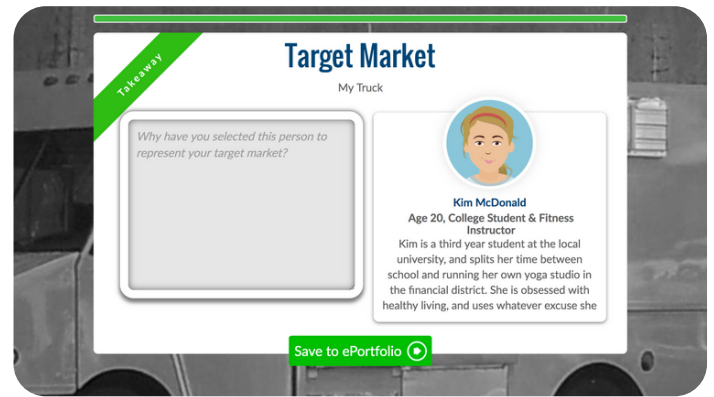 Takeaway
Target Market
My Truck
Why have you selected this person to
represent your target market?
Kim McDonald
Age 20, College Student & Fitness
Instructor
Kim is a third year student at the local
university, and splits her time between
school and running her own yoga studio in
the financial district. She is obsessed with
healthy living, and uses whatever excuse she
Save to ePortfolio